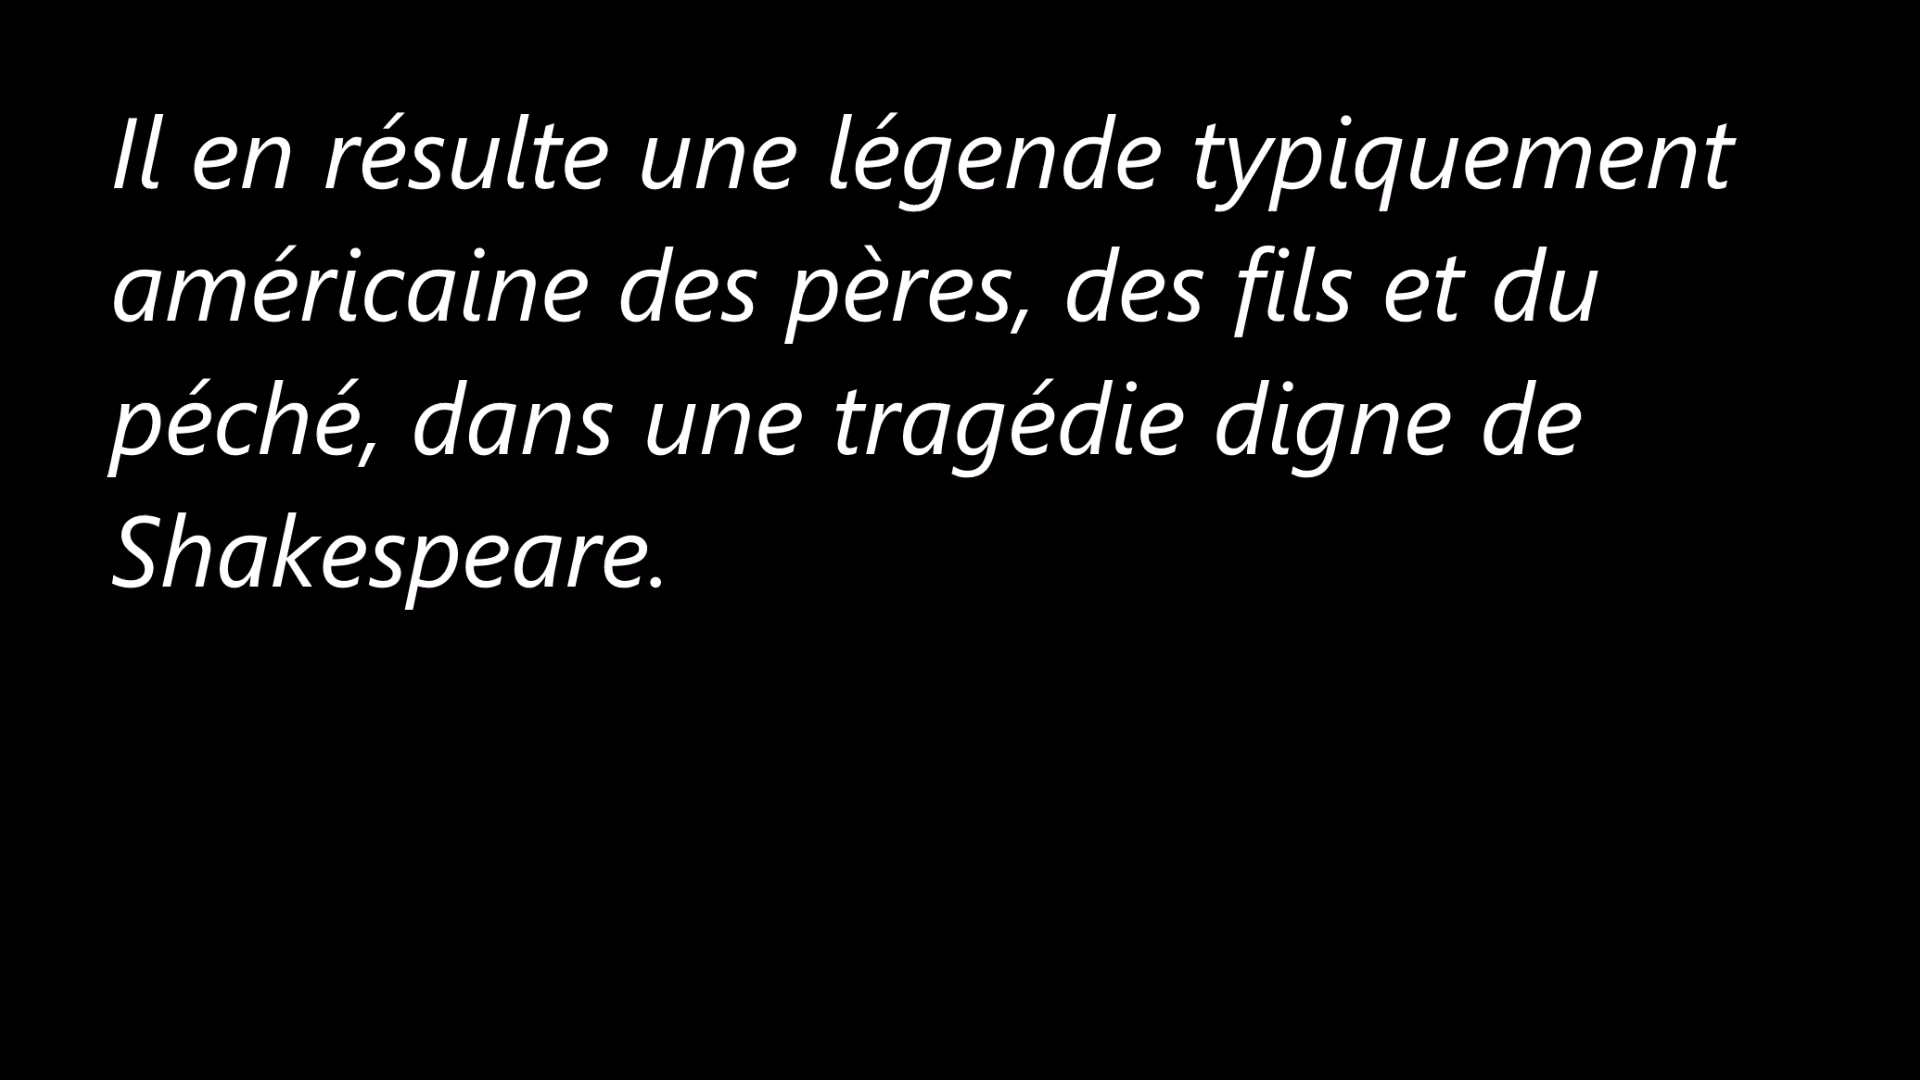 Il en résulte une légende typiquement
américaine des pères, des fils et du
péché, dans une tragédie digne de
Shakespeare.